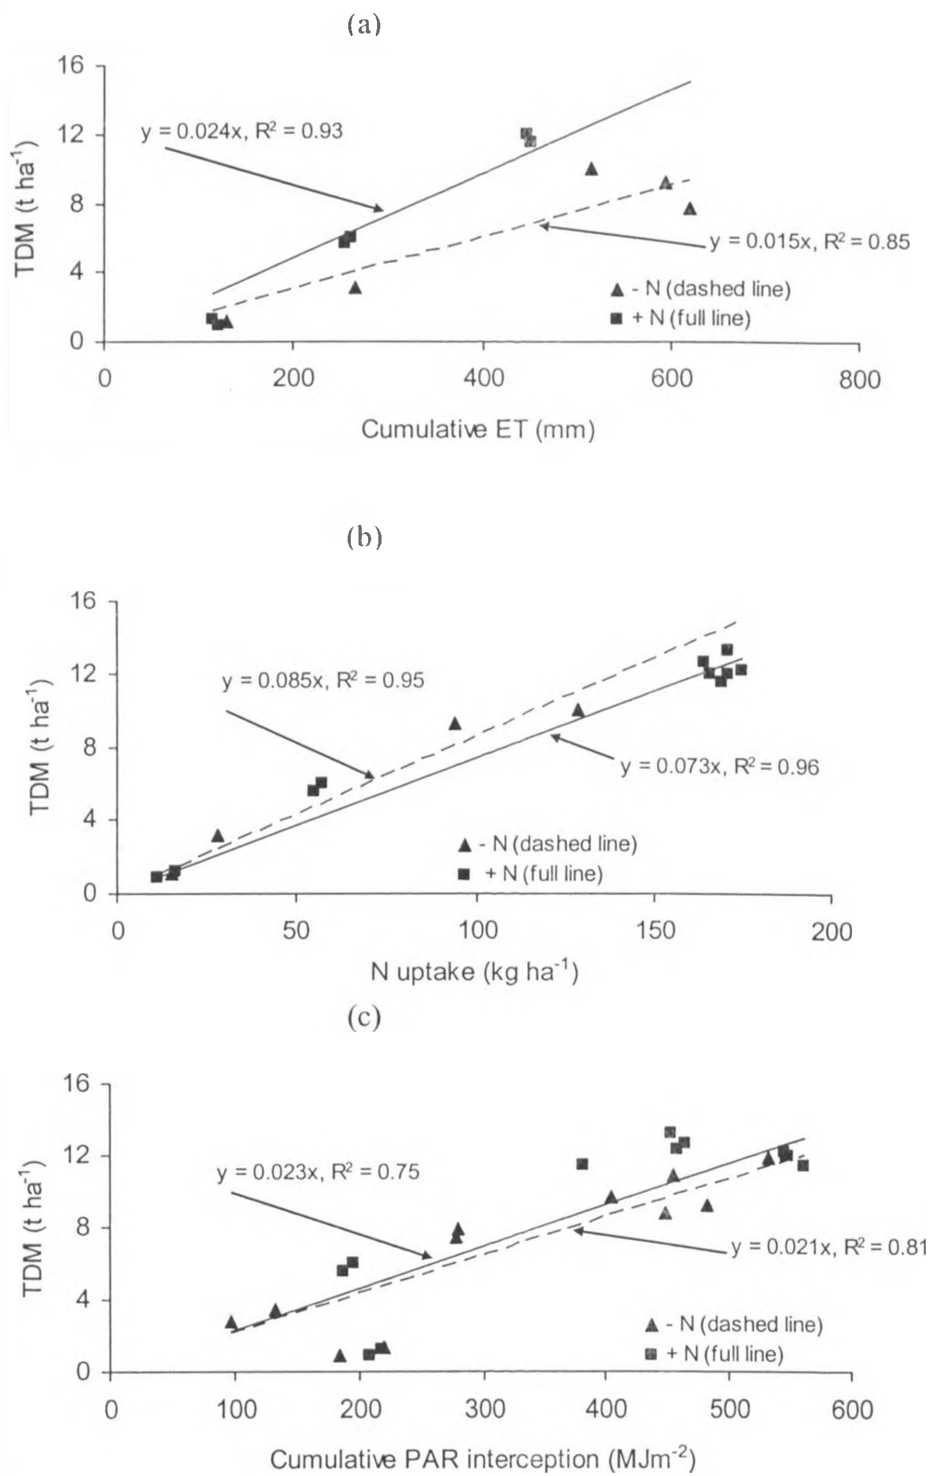 (a)
16
12
8
4
0
TDM (t ha⁻¹)
y = 0.024x, R² = 0.93
y = 0.015x, R² = 0.85
- N (dashed line)
+ N (full line)
0 200 400 600 800
Cumulative ET (mm)
(b)
16
12
8
4
0
TDM (t ha⁻¹)
y = 0.085x, R² = 0.95
y = 0.073x, R² = 0.96
- N (dashed line)
+ N (full line)
0 50 100 150 200
N uptake (kg ha⁻¹)
(c)
16
12
8
4
0
TDM (t ha⁻¹)
y = 0.023x, R² = 0.75
y = 0.021x, R² = 0.81
- N (dashed line)
+ N (full line)
0 100 200 300 400 500 600
Cumulative PAR interception (MJm⁻²)